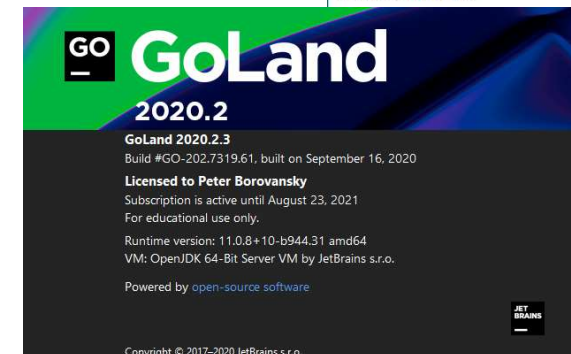 GO
GoLand
2020.2
GoLand 2020.2.3
Build #GO-202.7319.61, built on September 16, 2020
Licensed to Peter Borovansky
Subscription is active until August 23, 2021
For educational use only.
Runtime version: 11.0.8+10-b944.31 amd64
VM: OpenJDK 64-Bit Server VM by JetBrains s.r.o.
Powered by open-source software
JET
BRAINS
Copyright © 2017–2020 JetBrains s.r.o.